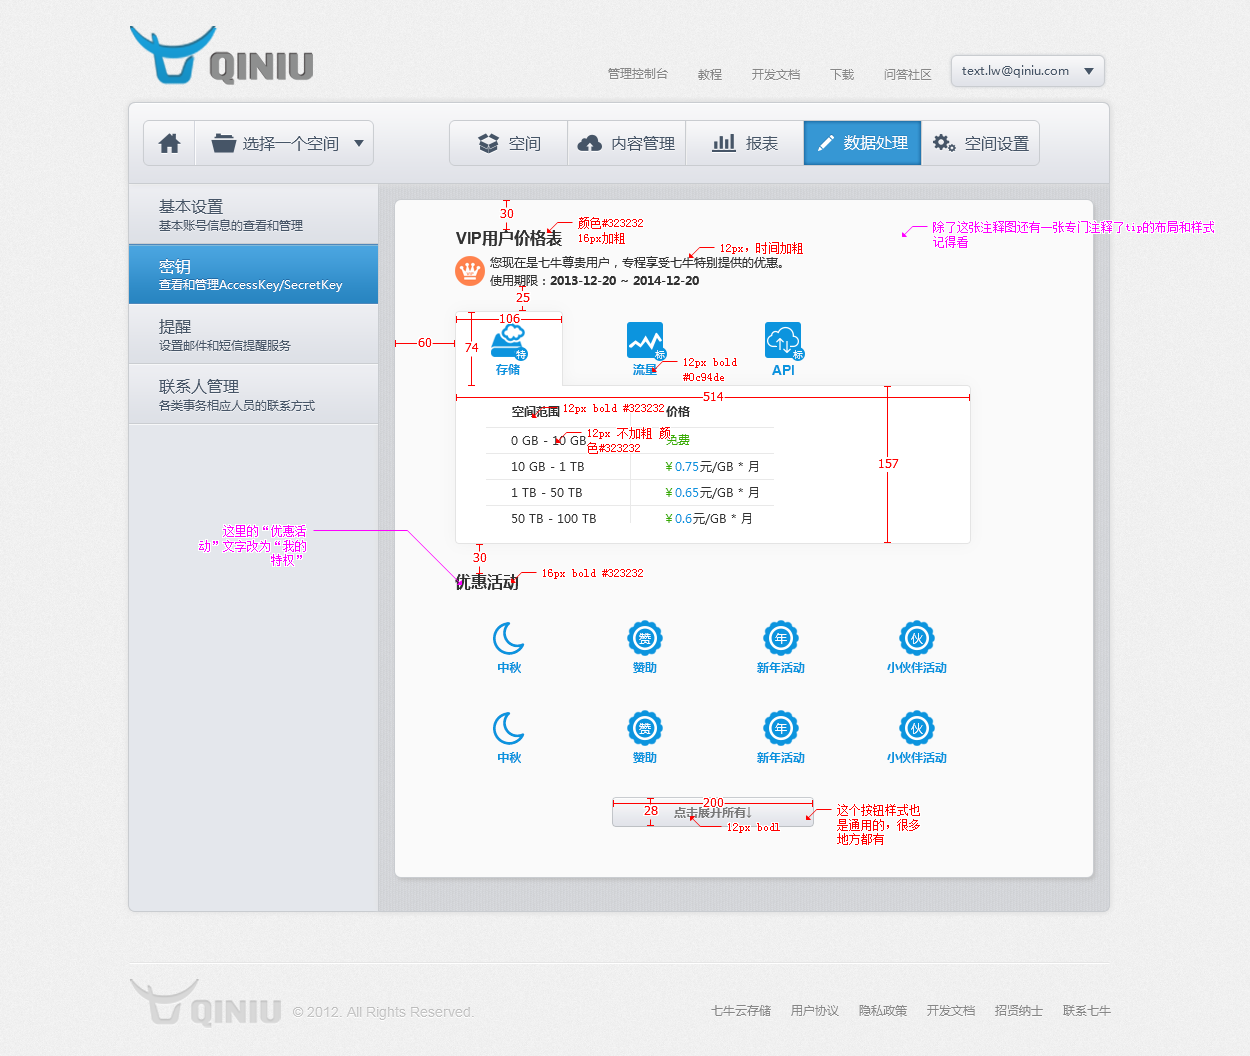 QINIU
管理控制台 教程 开发文档 下载 问答社区 text.lw@qiniu.com
选择一个空间 空间 内容管理 报表 数据处理 空间设置
基本设置
基本账号信息的查看和管理
密钥
查看和管理AccessKey/SecretKey
提醒
设置邮件和短信提醒服务
联系人管理
各类事务相应人员的联系方式
30
颜色#323232
16px加粗
除了这张注释图还有一张专门注释了tip的布局和样式
记得看
VIP用户价格表
12px，时间加粗
您现在是七牛尊贵用户，专程享受七牛特别提供的优惠。
使用期限：2013-12-20 ~ 2014-12-20
25
106
60
74
特
标
标
存储 流量 API
12px bold
#0c94de
514
空间范围 12px bold #323232 价格
12px 不加粗 颜
色#323232
0 GB - 10 GB 免费
10 GB - 1 TB ¥ 0.75元/GB * 月
157
1 TB - 50 TB ¥ 0.65元/GB * 月
50 TB - 100 TB ¥ 0.6元/GB * 月
这里的“优惠活
动”文字改为“我的
特权”
30
优惠活动
16px bold #323232
赞 年 伙
中秋 赞助 新年活动 小伙伴活动
赞 年 伙
中秋 赞助 新年活动 小伙伴活动
200
28
点击展开所有↓
12px bodl
这个按钮样式也
是通用的，很多
地方都有
QINIU © 2012. All Rights Reserved.
七牛云存储 用户协议 隐私政策 开发文档 招贤纳士 联系七牛